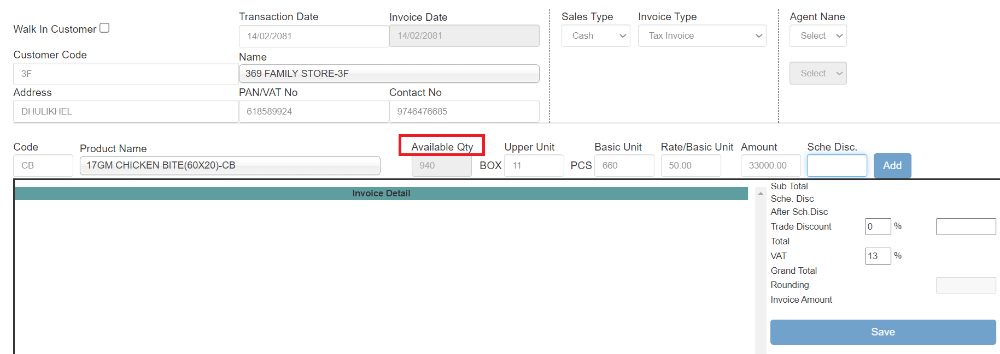 Walk In Customer
Transaction Date
Invoice Date
Sales Type
Invoice Type
Agent Nane
14/02/2081
14/02/2081
Cash
Tax Invoice
Select
Customer Code
Name
3F
369 FAMILY STORE-3F
Select
Address
PAN/VAT No
Contact No
DHULIKHEL
618589924
9746476685
Code
Product Name
Available Qty
Upper Unit
Basic Unit
Rate/Basic Unit
Amount
Sche Disc.
CB
17GM CHICKEN BITE(60X20)-CB
940
BOX
11
PCS
660
50.00
33000.00
Add
Invoice Detail
Sub Total
Sche. Disc
After Sch.Disc
Trade Discount 0 %
Total
VAT 13 %
Grand Total
Rounding
Invoice Amount
Save